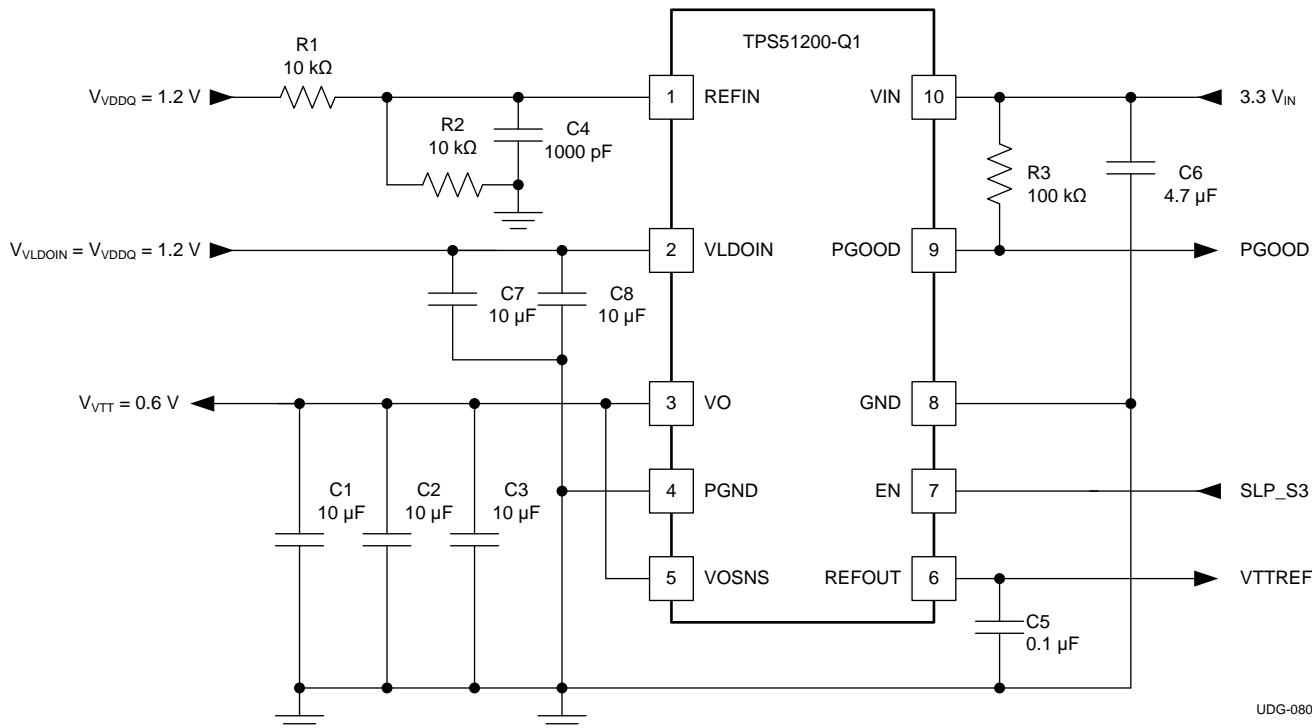 TPS51200-Q1
R1
10 kΩ
V_VDDQ = 1.2 V
1
REFIN
VIN
10
3.3 V_IN
R2
10 kΩ
C4
1000 pF
R3
100 kΩ
C6
4.7 µF
V_VLDOIN = V_VDDQ = 1.2 V
2
VLDOIN
PGOOD
9
PGOOD
C7
10 µF
C8
10 µF
V_VTT = 0.6 V
3
VO
GND
8
C1
10 µF
C2
10 µF
C3
10 µF
4
PGND
EN
7
SLP_S3
5
VOSNS
REFOUT
6
VTTREF
C5
0.1 µF
UDG-080